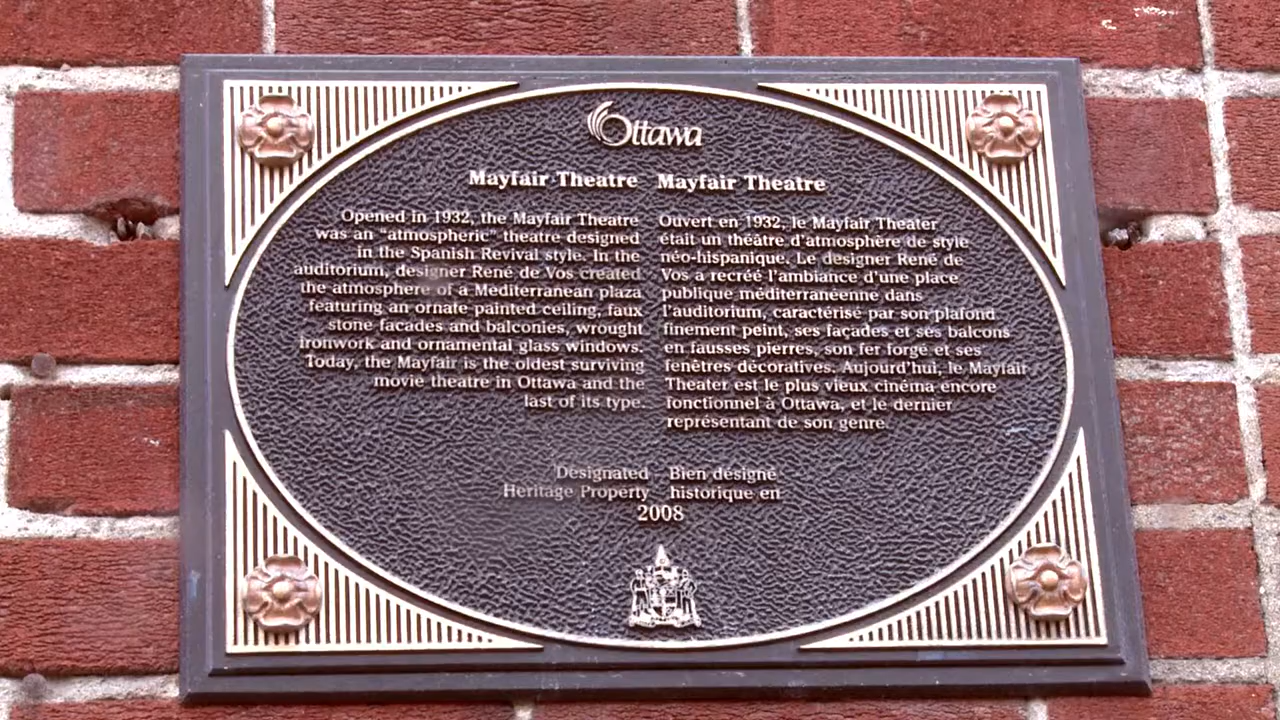 Ottawa
Mayfair Theatre
Opened in 1932, the Mayfair Theatre
was an "atmospheric" theatre designed
in the Spanish Revival style. In the
auditorium, designer René de Vos created
the atmosphere of a Mediterranean plaza
featuring an ornate painted ceiling, faux
stone facades and balconies, wrought
ironwork and ornamental glass windows.
Today, the Mayfair is the oldest surviving
movie theatre in Ottawa and the
last of its type.
Mayfair Theatre
Ouvert en 1932, le Mayfair Theater
était un théâtre d'atmosphère de style
néo-hispanique. Le designer René de
Vos a recréé l'ambiance d'une place
publique méditerranéenne dans
l'auditorium, caractérisé par son plafond
finement peint, ses façades et ses balcons
en fausses pierres, son fer forgé et ses
fenêtres décoratives. Aujourd'hui, le Mayfair
Theater est le plus vieux cinéma encore
fonctionnel à Ottawa, et le dernier
représentant de son genre.
Designated
Heritage Property
Bien désigné
historique en
2008